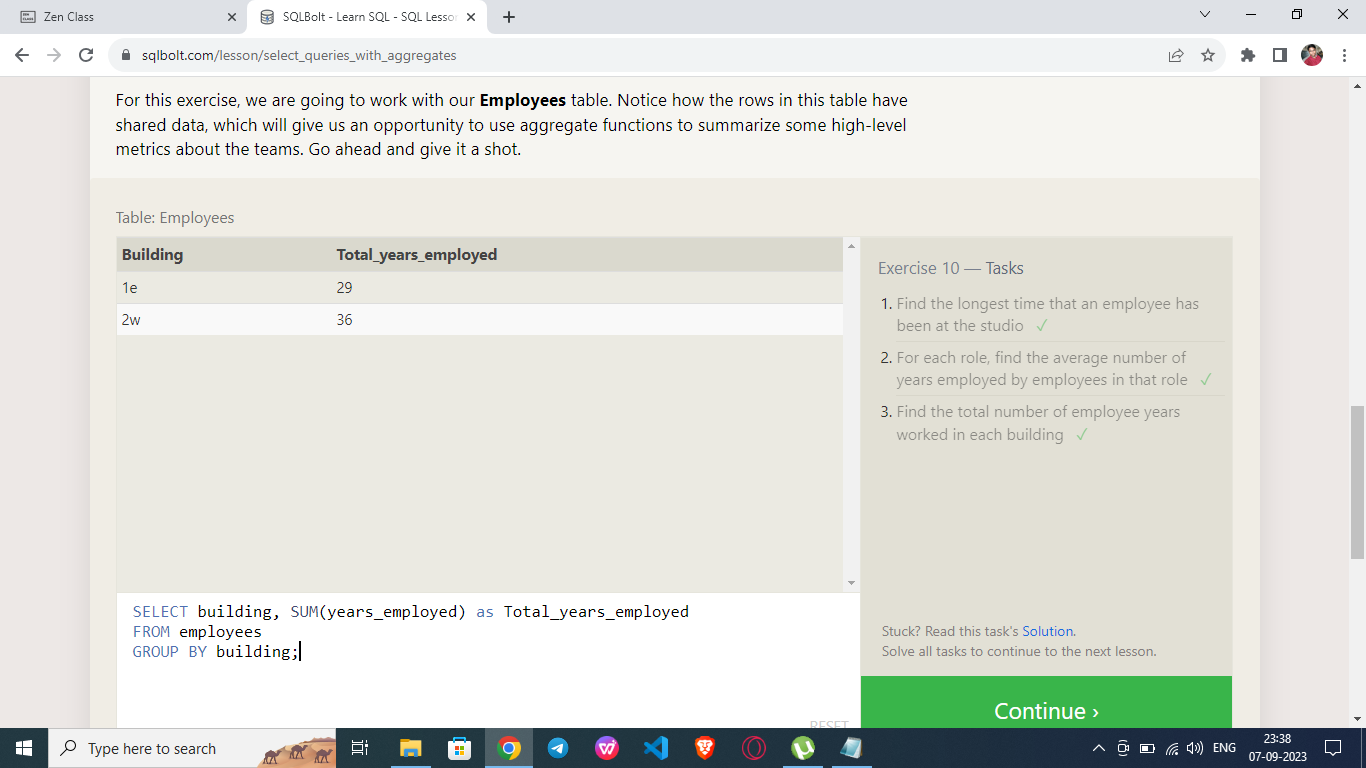 Zen Class
SQLBolt - Learn SQL - SQL Lesson
sqlbolt.com/lesson/select_queries_with_aggregates
For this exercise, we are going to work with our Employees table. Notice how the rows in this table have
shared data, which will give us an opportunity to use aggregate functions to summarize some high-level
metrics about the teams. Go ahead and give it a shot.
Table: Employees
Building Total_years_employed
1e 29
2w 36
Exercise 10 — Tasks
1. Find the longest time that an employee has
been at the studio ✓
2. For each role, find the average number of
years employed by employees in that role ✓
3. Find the total number of employee years
worked in each building ✓
SELECT building, SUM(years_employed) as Total_years_employed
FROM employees
GROUP BY building;
RESET
Stuck? Read this task's Solution.
Solve all tasks to continue to the next lesson.
Continue ›
Type here to search
ENG
23:38
07-09-2023